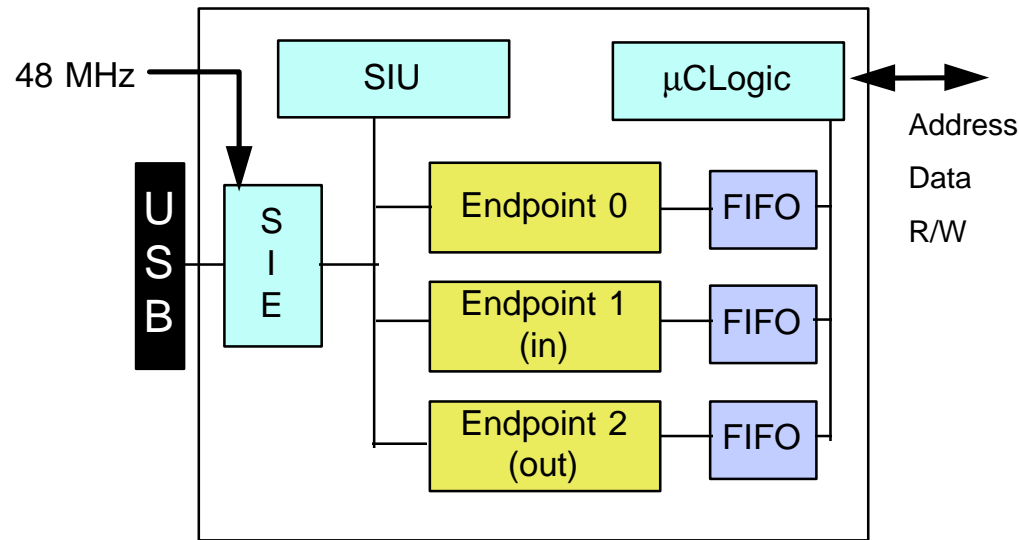 48 MHz
SIU
μCLogic
Address
Data
R/W
U
S
B
S
I
E
Endpoint 0
FIFO
Endpoint 1
(in)
FIFO
Endpoint 2
(out)
FIFO